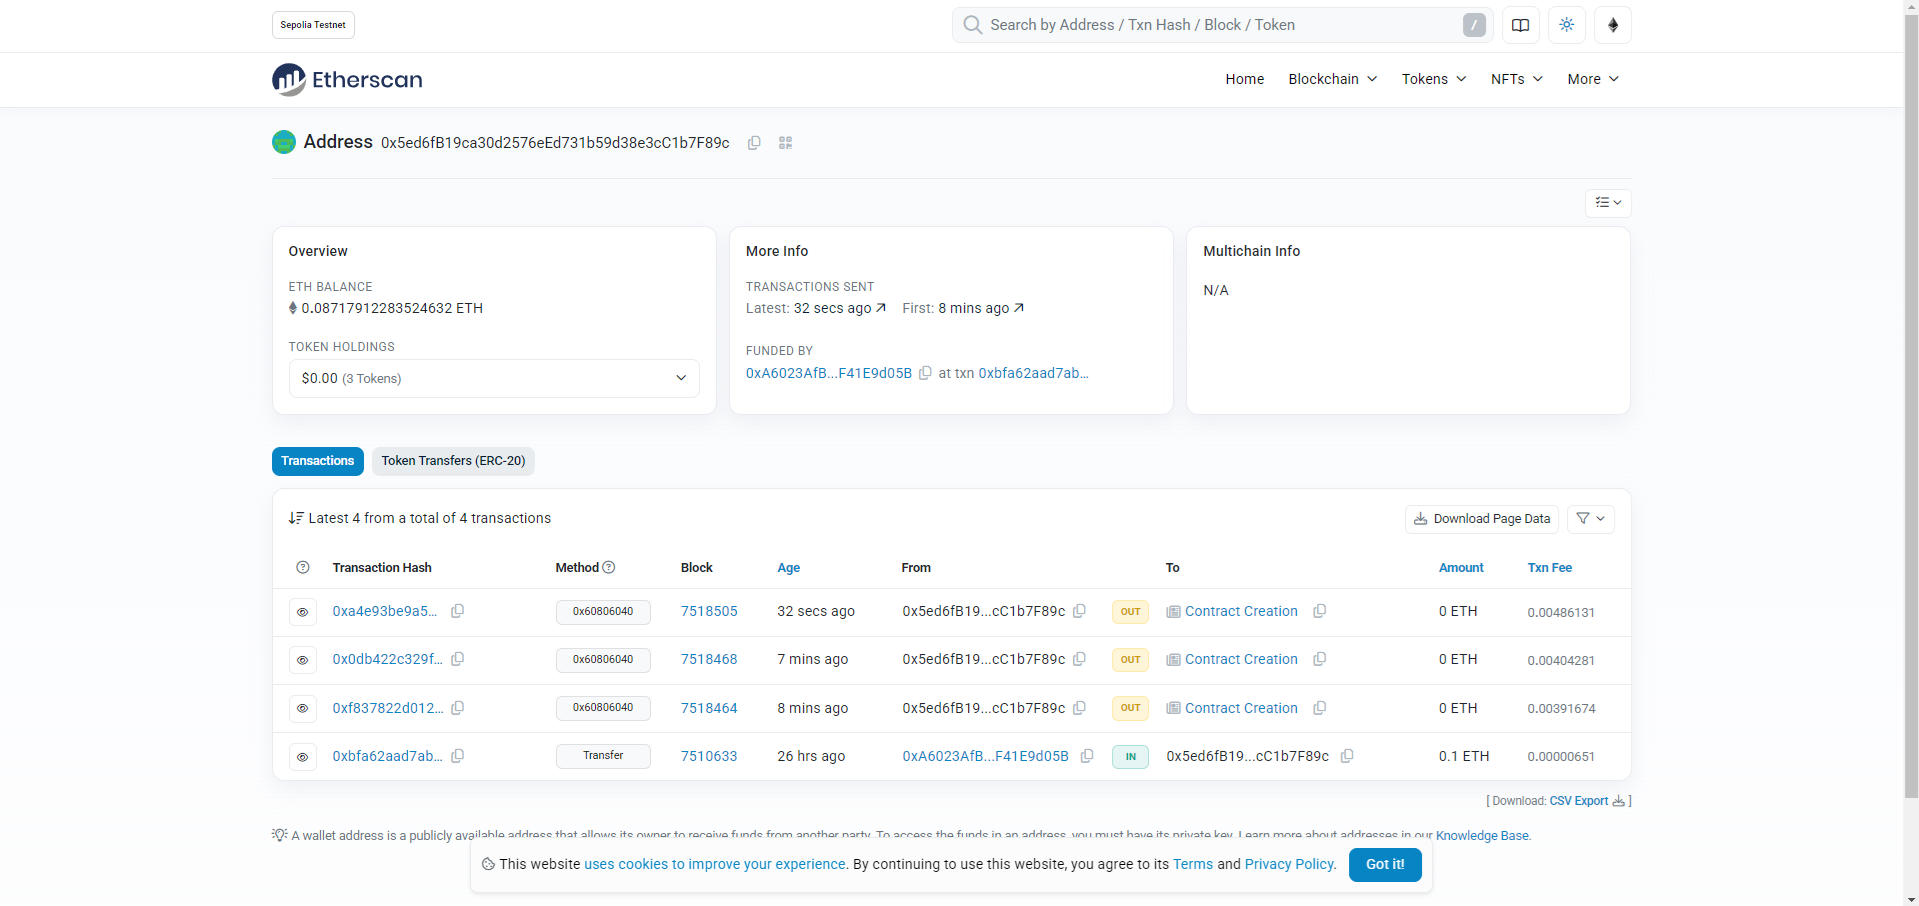 Sepolia Testnet
Search by Address / Txn Hash / Block / Token /
Etherscan
Home Blockchain Tokens NFTs More
Address 0x5ed6fB19ca30d2576eEd731b59d38e3cC1b7F89c
Overview
ETH BALANCE
0.08717912283524632 ETH
TOKEN HOLDINGS
$0.00 (3 Tokens)
More Info
TRANSACTIONS SENT
Latest: 32 secs ago First: 8 mins ago
FUNDED BY
0xA6023AfB...F41E9d05B at txn 0xbfa62aad7ab...
Multichain Info
N/A
Transactions Token Transfers (ERC-20)
Latest 4 from a total of 4 transactions
Download Page Data
Transaction Hash Method Block Age From To Amount Txn Fee
0xa4e93be9a5... 0x60806040 7518505 32 secs ago 0x5ed6fB19...cC1b7F89c OUT Contract Creation 0 ETH 0.00486131
0x0db422c329f... 0x60806040 7518468 7 mins ago 0x5ed6fB19...cC1b7F89c OUT Contract Creation 0 ETH 0.00404281
0xf837822d012... 0x60806040 7518464 8 mins ago 0x5ed6fB19...cC1b7F89c OUT Contract Creation 0 ETH 0.00391674
0xbfa62aad7ab... Transfer 7510633 26 hrs ago 0xA6023AfB...F41E9d05B IN 0x5ed6fB19...cC1b7F89c 0.1 ETH 0.00000651
[ Download: CSV Export ]
A wallet address is a publicly available address that allows its owner to receive funds from another party. To access the funds in an address, you must have its private key. Learn more about addresses in our Knowledge Base.
This website uses cookies to improve your experience. By continuing to use this website, you agree to its Terms and Privacy Policy. Got it!